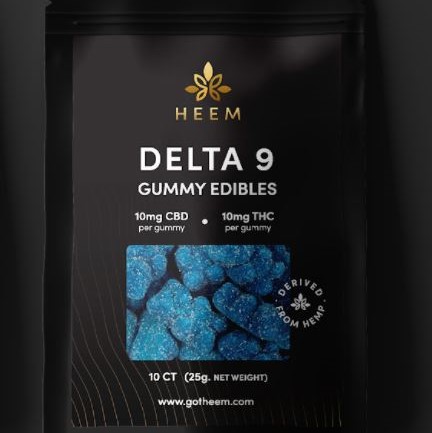 HEEM
DELTA 9
GUMMY EDIBLES
10mg CBD • 10mg THC
per gummy per gummy
· DERIVED ·
FROM HEMP
10 CT (25g. NET WEIGHT)
www.gotheem.com